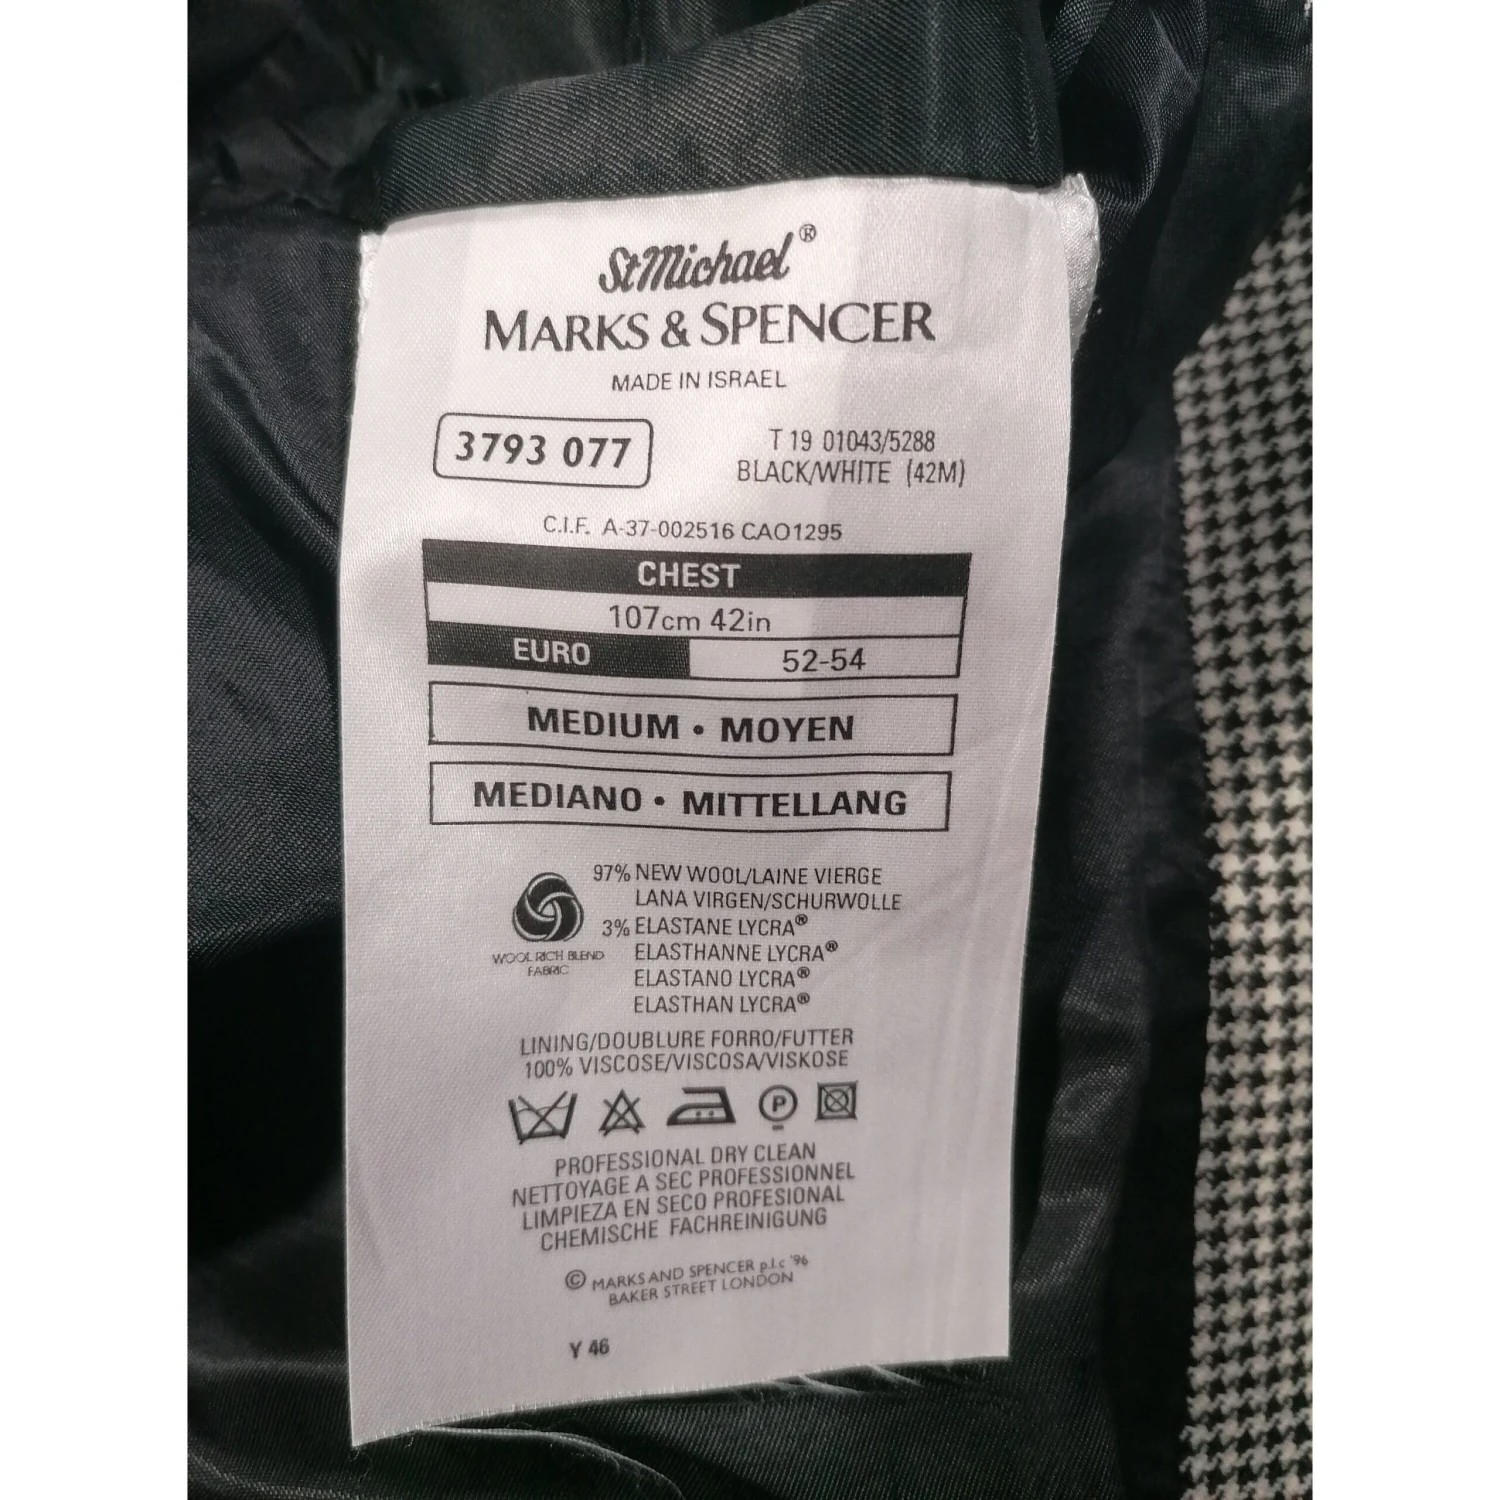 StMichael®
MARKS & SPENCER
MADE IN ISRAEL
3793 077
T 19 01043/5288
BLACK/WHITE (42M)
C.I.F. A-37-002516 CAO1295
CHEST
107cm 42in
EURO 52-54
MEDIUM • MOYEN
MEDIANO • MITTELLANG
97% NEW WOOL/LAINE VIERGE
LANA VIRGEN/SCHURWOLLE
3% ELASTANE LYCRA®
ELASTHANNE LYCRA®
ELASTANO LYCRA®
ELASTHAN LYCRA®
WOOL RICH BLEND
FABRIC
LINING/DOUBLURE FORRO/FUTTER
100% VISCOSE/VISCOSA/VISKOSE
P
PROFESSIONAL DRY CLEAN
NETTOYAGE A SEC PROFESSIONNEL
LIMPIEZA EN SECO PROFESIONAL
CHEMISCHE FACHREINIGUNG
© MARKS AND SPENCER p.l.c '96
BAKER STREET LONDON
Y 46